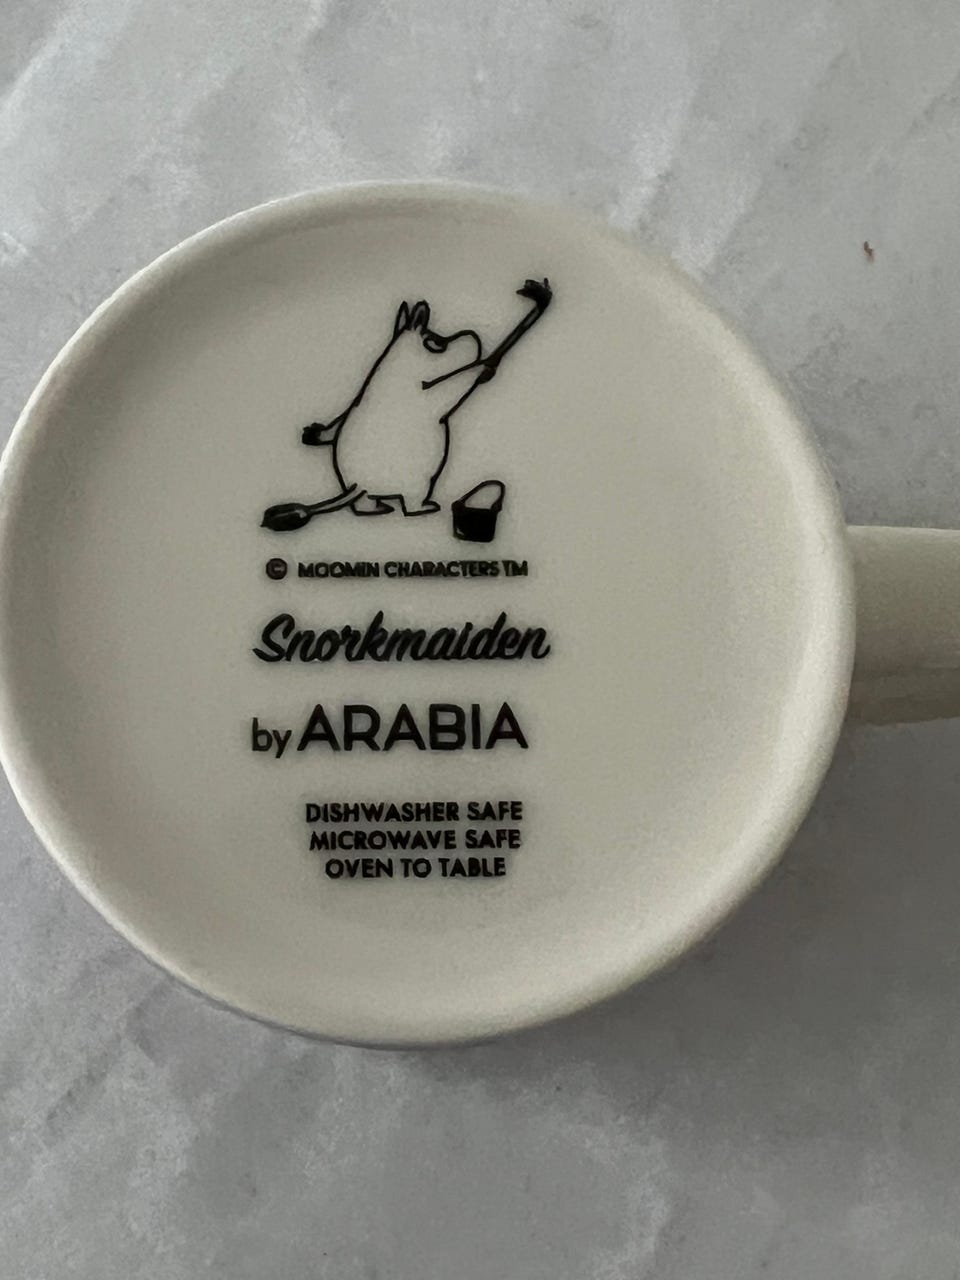 © MOOMIN CHARACTERS TM
Snorkmaiden
by ARABIA
DISHWASHER SAFE
MICROWAVE SAFE
OVEN TO TABLE